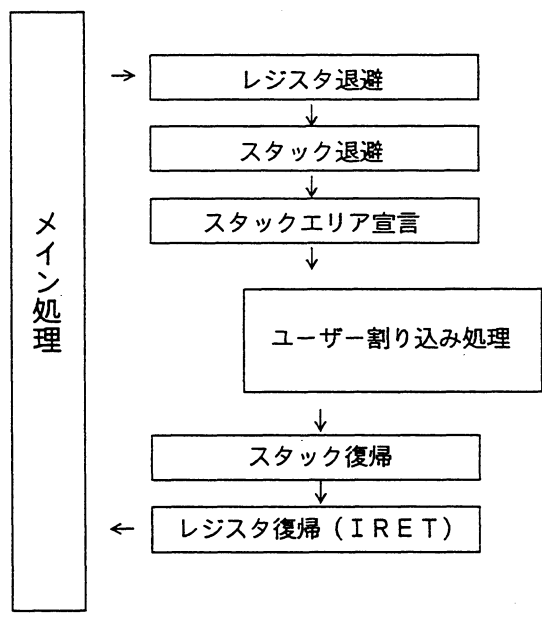 メイン処理
レジスタ退避
スタック退避
スタックエリア宣言
ユーザー割り込み処理
スタック復帰
レジスタ復帰(IRET)